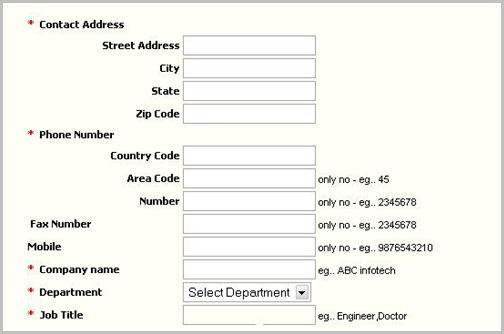 * Contact Address
Street Address
City
State
Zip Code
* Phone Number
Country Code
Area Code only no - eg.. 45
Number only no - eg.. 2345678
Fax Number only no - eg.. 2345678
Mobile only no - eg.. 9876543210
* Company name eg.. ABC infotech
* Department Select Department
* Job Title eg.. Engineer,Doctor